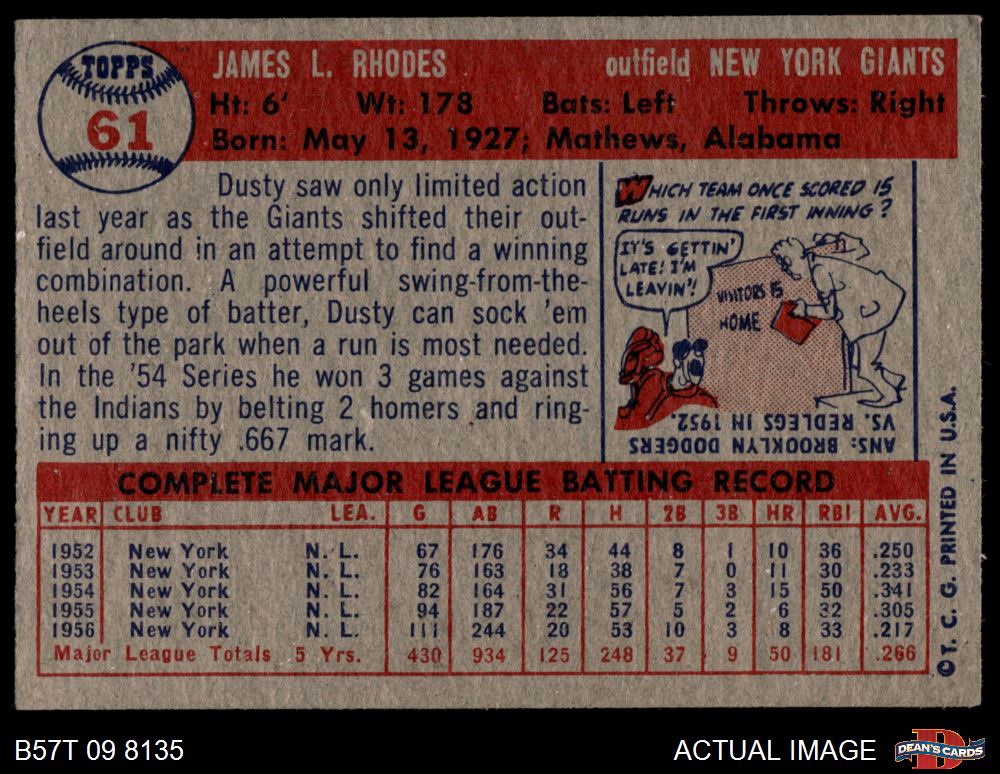 TOPPS
61
JAMES L. RHODES outfield NEW YORK GIANTS
Ht: 6' Wt: 178 Bats: Left Throws: Right
Born: May 13, 1927; Mathews, Alabama
Dusty saw only limited action
last year as the Giants shifted their out-
field around in an attempt to find a winning
combination. A powerful swing-from-the-
heels type of batter, Dusty can sock 'em
out of the park when a run is most needed.
In the '54 Series he won 3 games against
the Indians by belting 2 homers and ring-
ing up a nifty .667 mark.
WHICH TEAM ONCE SCORED 15
RUNS IN THE FIRST INNING?
IT'S GETTIN'
LATE! I'M
LEAVIN'!
VISITORS 15
HOME
ANS: BROOKLYN DODGERS
VS. REDLEGS IN 1952.
COMPLETE MAJOR LEAGUE BATTING RECORD
YEAR CLUB LEA. G AB R H 2B 3B HR RBI AVG.
1952 New York N. L. 67 176 34 44 8 1 10 36 .250
1953 New York N. L. 76 163 18 38 7 0 11 30 .233
1954 New York N. L. 82 164 31 56 7 3 15 50 .341
1955 New York N. L. 94 187 22 57 5 2 6 32 .305
1956 New York N. L. 111 244 20 53 10 3 8 33 .217
Major League Totals 5 Yrs. 430 934 125 248 37 9 50 181 .266
©T. C. G. PRINTED IN U.S.A.
B57T 09 8135 ACTUAL IMAGE
D
DEAN'S CARDS